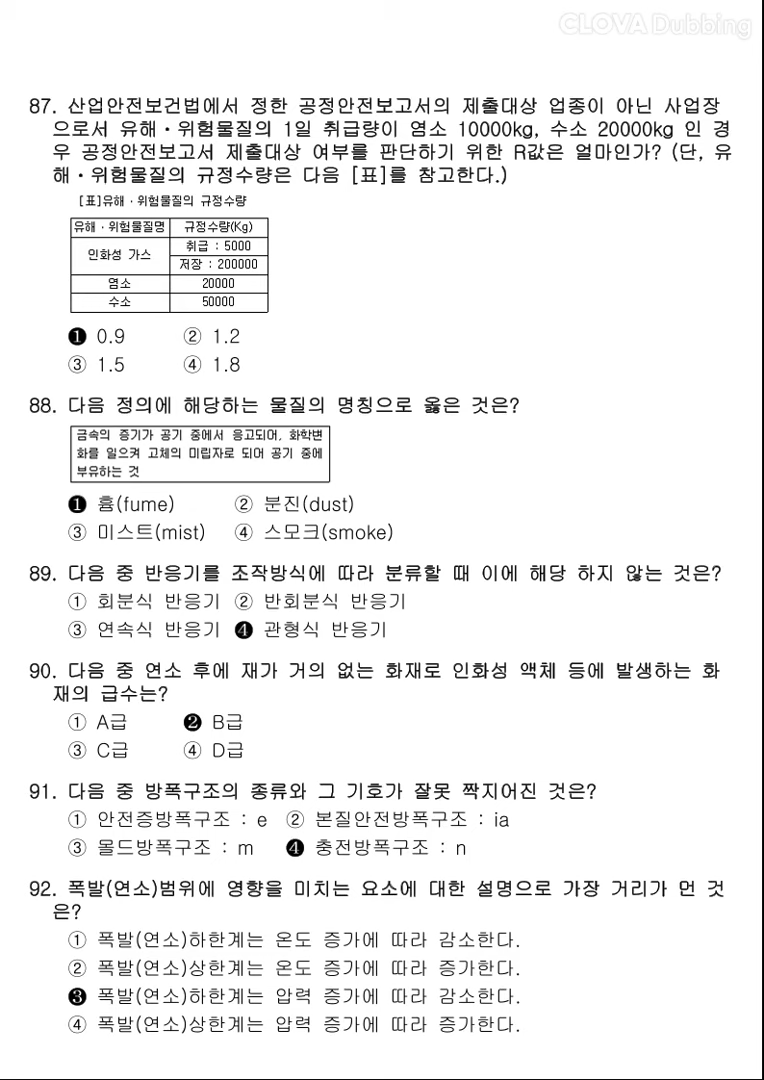 CLOVA Dubbing
87. 산업안전보건법에서 정한 공정안전보고서의 제출대상 업종이 아닌 사업장
으로서 유해·위험물질의 1일 취급량이 염소 10000kg, 수소 20000kg 인 경
우 공정안전보고서 제출대상 여부를 판단하기 위한 R값은 얼마인가? (단, 유
해·위험물질의 규정수량은 다음 [표]를 참고한다.)
[표]유해·위험물질의 규정수량
유해·위험물질명 규정수량(Kg)
인화성 가스 취급 : 5000
저장 : 200000
염소 20000
수소 50000
❶ 0.9 ② 1.2
③ 1.5 ④ 1.8
88. 다음 정의에 해당하는 물질의 명칭으로 옳은 것은?
금속의 증기가 공기 중에서 응고되어, 화학변
화를 일으켜 고체의 미립자로 되어 공기 중에
부유하는 것
❶ 흄(fume) ② 분진(dust)
③ 미스트(mist) ④ 스모크(smoke)
89. 다음 중 반응기를 조작방식에 따라 분류할 때 이에 해당 하지 않는 것은?
① 회분식 반응기 ② 반회분식 반응기
③ 연속식 반응기 ❹ 관형식 반응기
90. 다음 중 연소 후에 재가 거의 없는 화재로 인화성 액체 등에 발생하는 화
재의 급수는?
① A급 ❷ B급
③ C급 ④ D급
91. 다음 중 방폭구조의 종류와 그 기호가 잘못 짝지어진 것은?
① 안전증방폭구조 : e ② 본질안전방폭구조 : ia
③ 몰드방폭구조 : m ❹ 충전방폭구조 : n
92. 폭발(연소)범위에 영향을 미치는 요소에 대한 설명으로 가장 거리가 먼 것
은?
① 폭발(연소)하한계는 온도 증가에 따라 감소한다.
② 폭발(연소)상한계는 온도 증가에 따라 증가한다.
❸ 폭발(연소)하한계는 압력 증가에 따라 감소한다.
④ 폭발(연소)상한계는 압력 증가에 따라 증가한다.